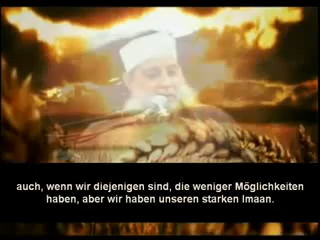 auch, wenn wir diejenigen sind, die weniger Möglichkeiten
haben, aber wir haben unseren starken Imaan.